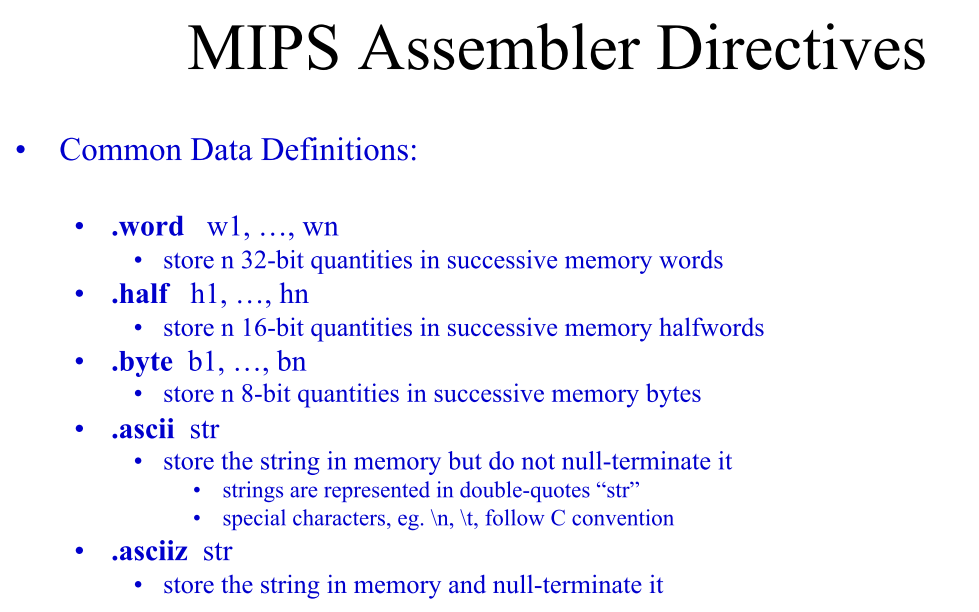 MIPS Assembler Directives
• Common Data Definitions:
• .word w1, …, wn
• store n 32-bit quantities in successive memory words
• .half h1, …, hn
• store n 16-bit quantities in successive memory halfwords
• .byte b1, …, bn
• store n 8-bit quantities in successive memory bytes
• .ascii str
• store the string in memory but do not null-terminate it
• strings are represented in double-quotes “str”
• special characters, eg. \n, \t, follow C convention
• .asciiz str
• store the string in memory and null-terminate it